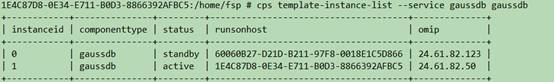 1E4C87D8-0E34-E711-B0D3-8866392AFBC5:/home/fsp # cps template-instance-list --service gaussdb gaussdb
+------------+---------------+---------+--------------------------------------+--------------+
| instanceid | componenttype | status | runsonhost | omip |
+------------+---------------+---------+--------------------------------------+--------------+
| 0 | gaussdb | standby | 60060B27-D21D-B211-97F8-0018E1C5D866 | 24.61.82.123 |
| 1 | gaussdb | active | 1E4C87D8-0E34-E711-B0D3-8866392AFBC5 | 24.61.82.50 |
+------------+---------------+---------+--------------------------------------+--------------+